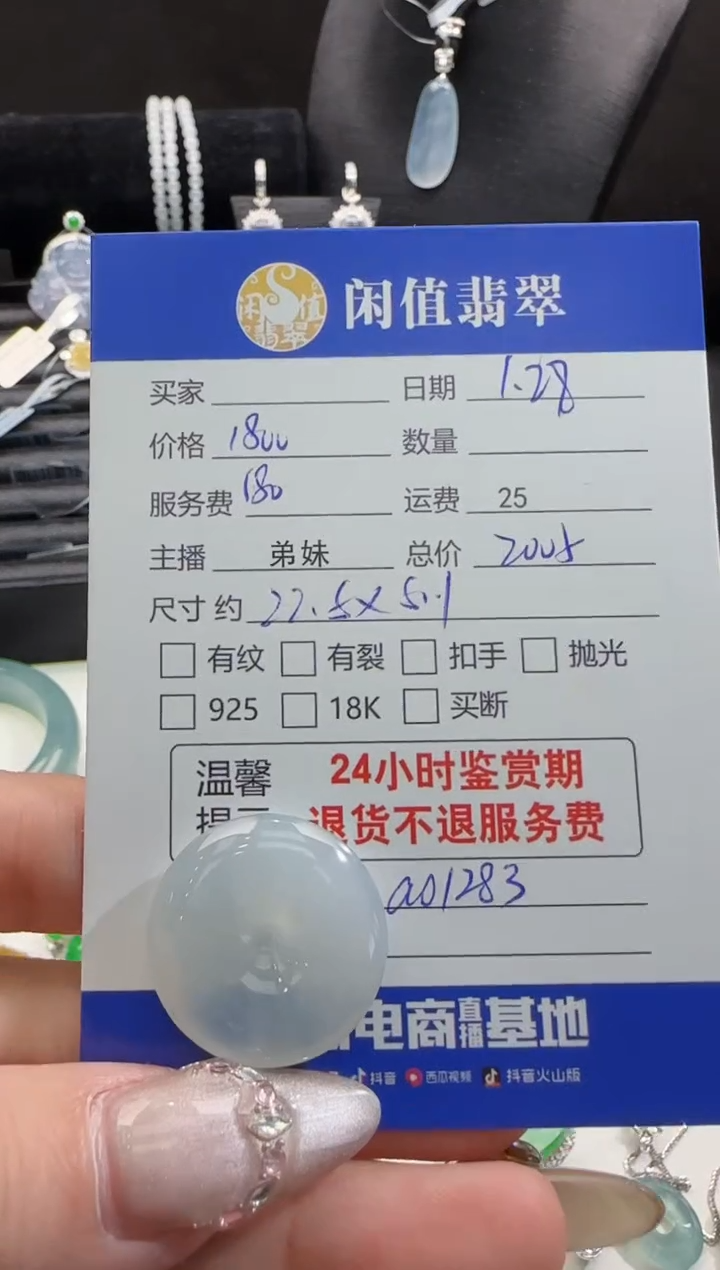 闲值翡翠
闲值翡翠
买家 日期 1.28
价格 1800 数量
服务费 180 运费 25
主播 弟妹 总价 2005
尺寸 约 22.5x5.1
有纹 有裂 扣手 抛光
925 18K 买断
温馨 24小时鉴赏期
退货不退服务费
a01283
电商直播基地
抖音 西瓜视频 抖音火山版